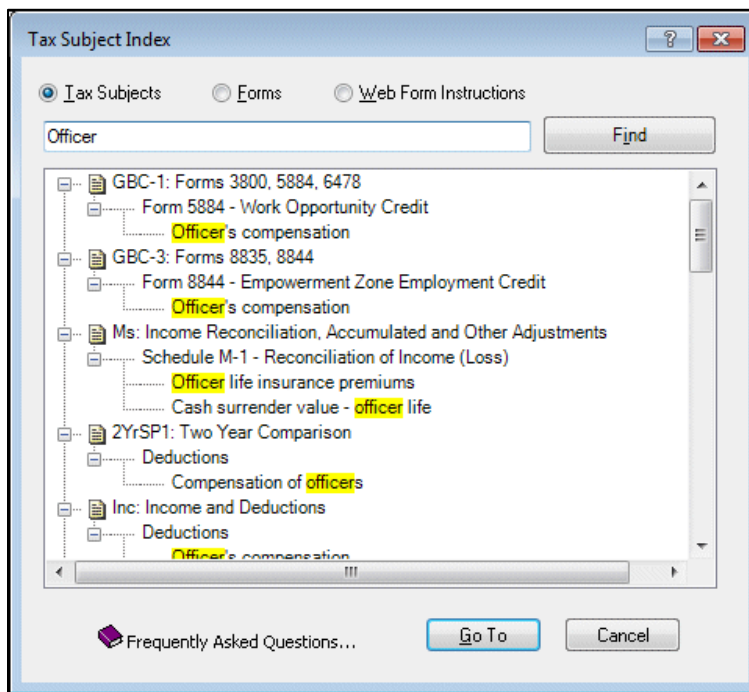 Tax Subject Index
Tax Subjects Forms Web Form Instructions
Officer Find
GBC-1: Forms 3800, 5884, 6478
Form 5884 - Work Opportunity Credit
Officer's compensation
GBC-3: Forms 8835, 8844
Form 8844 - Empowerment Zone Employment Credit
Officer's compensation
Ms: Income Reconciliation, Accumulated and Other Adjustments
Schedule M-1 - Reconciliation of Income (Loss)
Officer life insurance premiums
Cash surrender value - officer life
2YrSP1: Two Year Comparison
Deductions
Compensation of officers
Inc: Income and Deductions
Deductions
Officer's compensation
Frequently Asked Questions... Go To Cancel